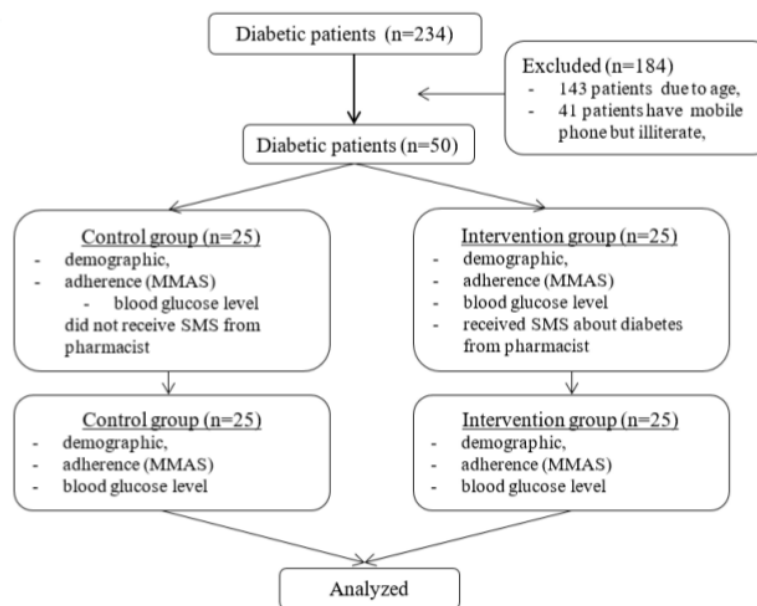 Diabetic patients (n=234)
Excluded (n=184)
- 143 patients due to age,
- 41 patients have mobile
phone but illiterate,
Diabetic patients (n=50)
Control group (n=25)
- demographic,
- adherence (MMAS)
- blood glucose level
did not receive SMS from
pharmacist
Intervention group (n=25)
- demographic,
- adherence (MMAS)
- blood glucose level
- received SMS about diabetes
from pharmacist
Control group (n=25)
- demographic,
- adherence (MMAS)
- blood glucose level
Intervention group (n=25)
- demographic,
- adherence (MMAS)
- blood glucose level
Analyzed